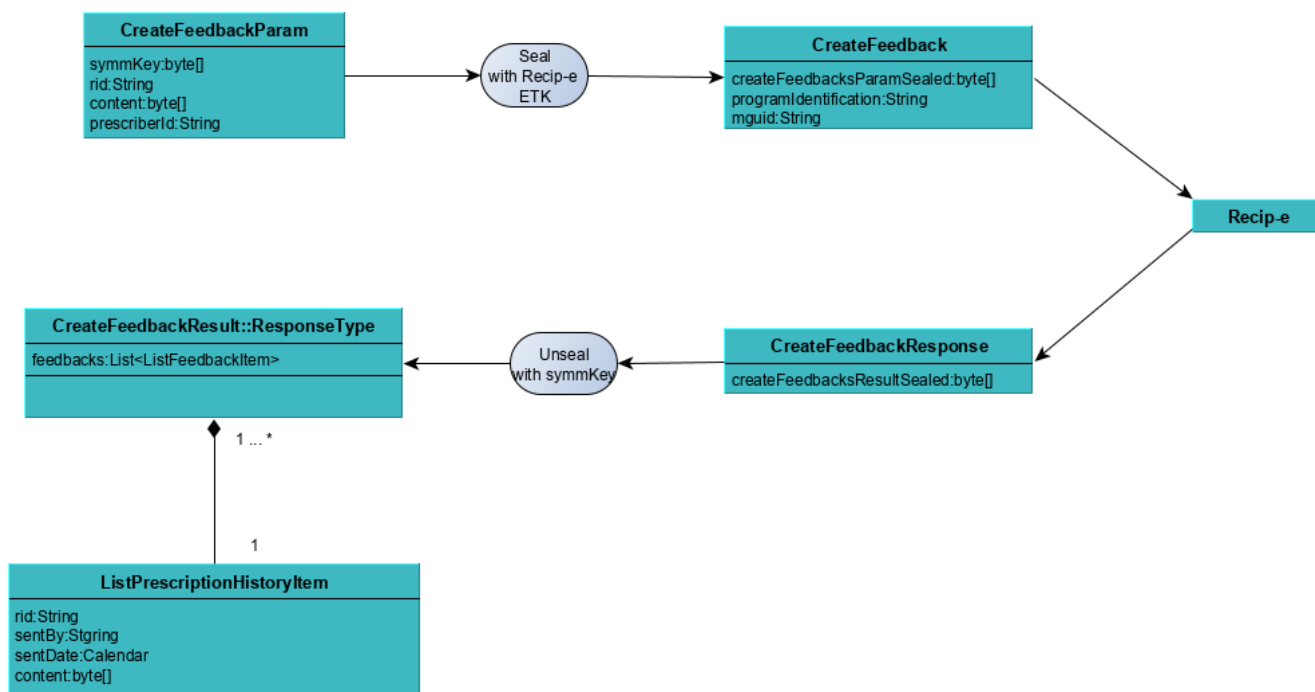 CreateFeedbackParam
symmKey:byte[]
rid:String
content:byte[]
prescriberId:String
Seal
with Recip-e
ETK
CreateFeedback
createFeedbacksParamSealed:byte[]
programIdentification:String
mguid:String
Recip-e
CreateFeedbackResult::ResponseType
feedbacks:List<ListFeedbackItem>
Unseal
with symmKey
CreateFeedbackResponse
createFeedbacksResultSealed:byte[]
1 ... *
1
ListPrescriptionHistoryItem
rid:String
sentBy:Stgring
sentDate:Calendar
content:byte[]